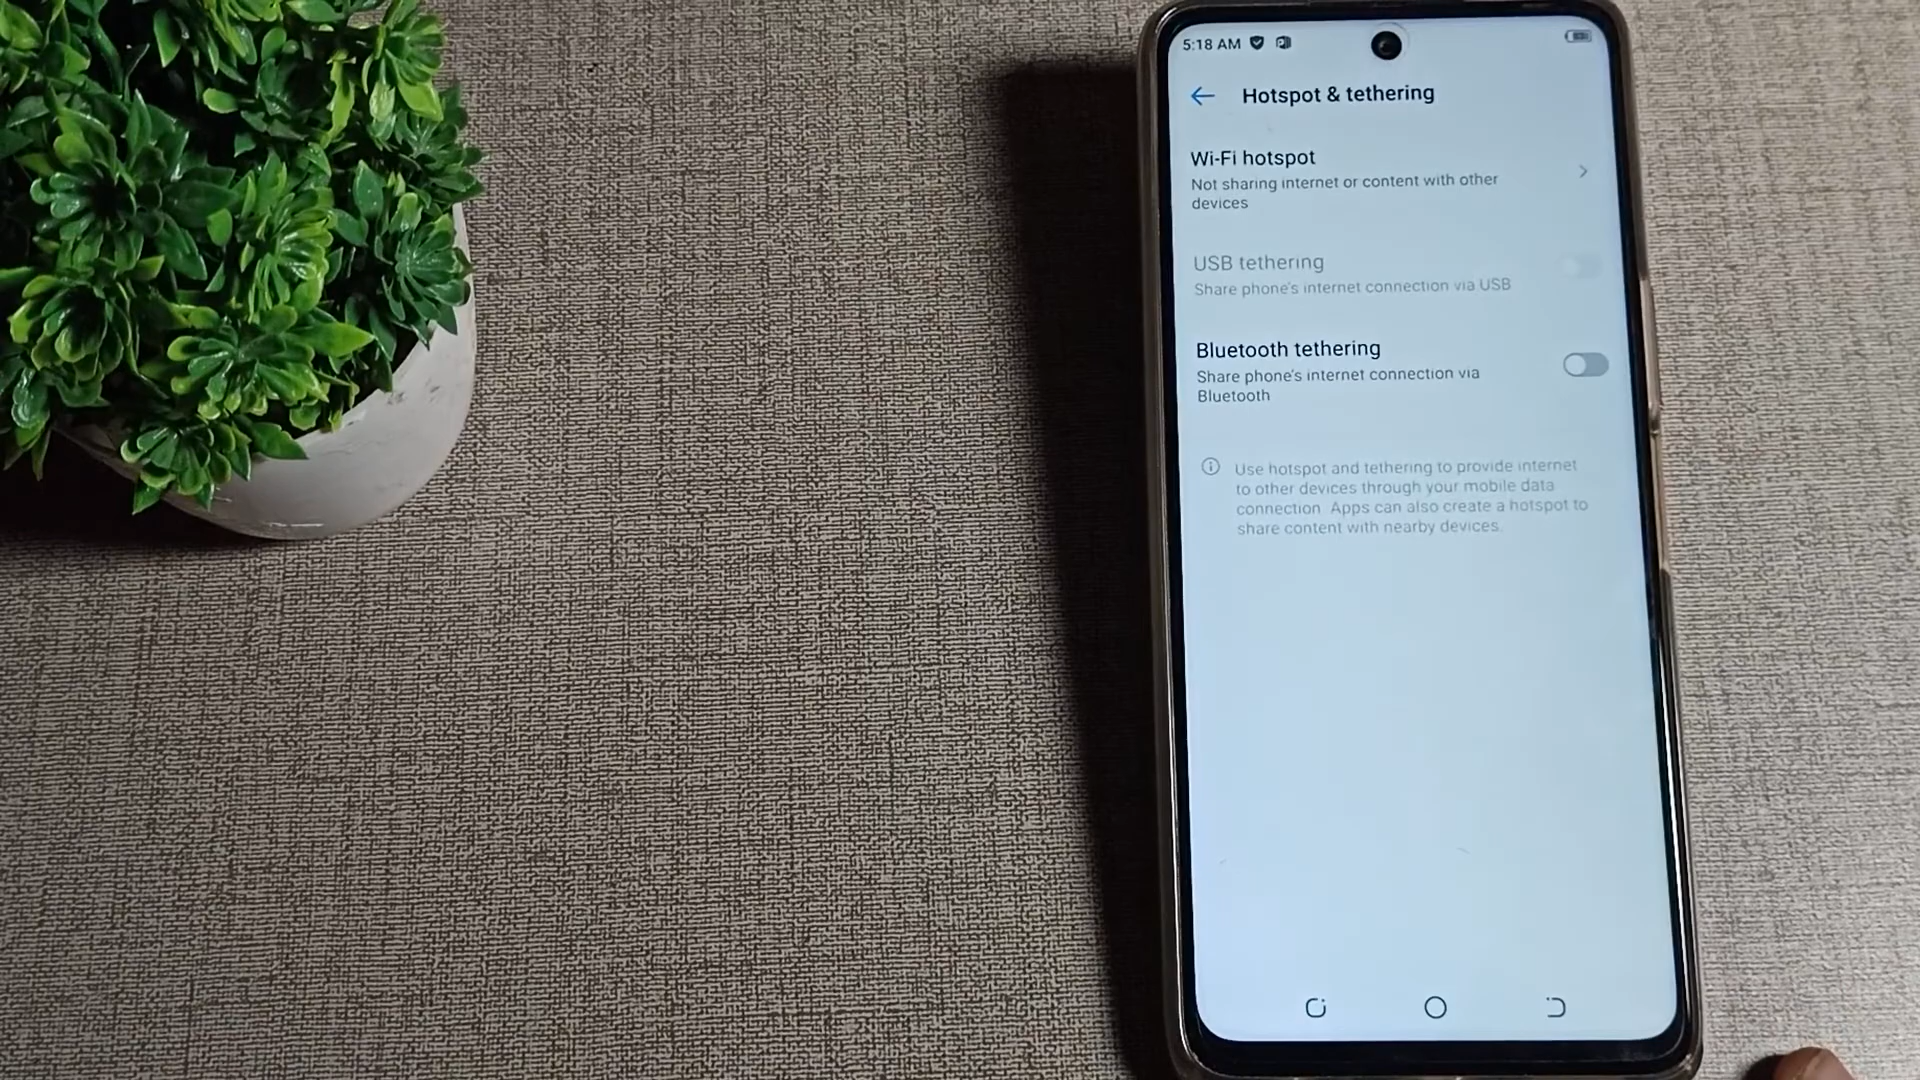 5:18 AM
Hotspot & tethering
Wi-Fi hotspot
Not sharing internet or content with other
devices
USB tethering
Share phone's internet connection via USB
Bluetooth tethering
Share phone's internet connection via
Bluetooth
Use hotspot and tethering to provide internet
to other devices through your mobile data
connection. Apps can also create a hotspot to
share content with nearby devices.